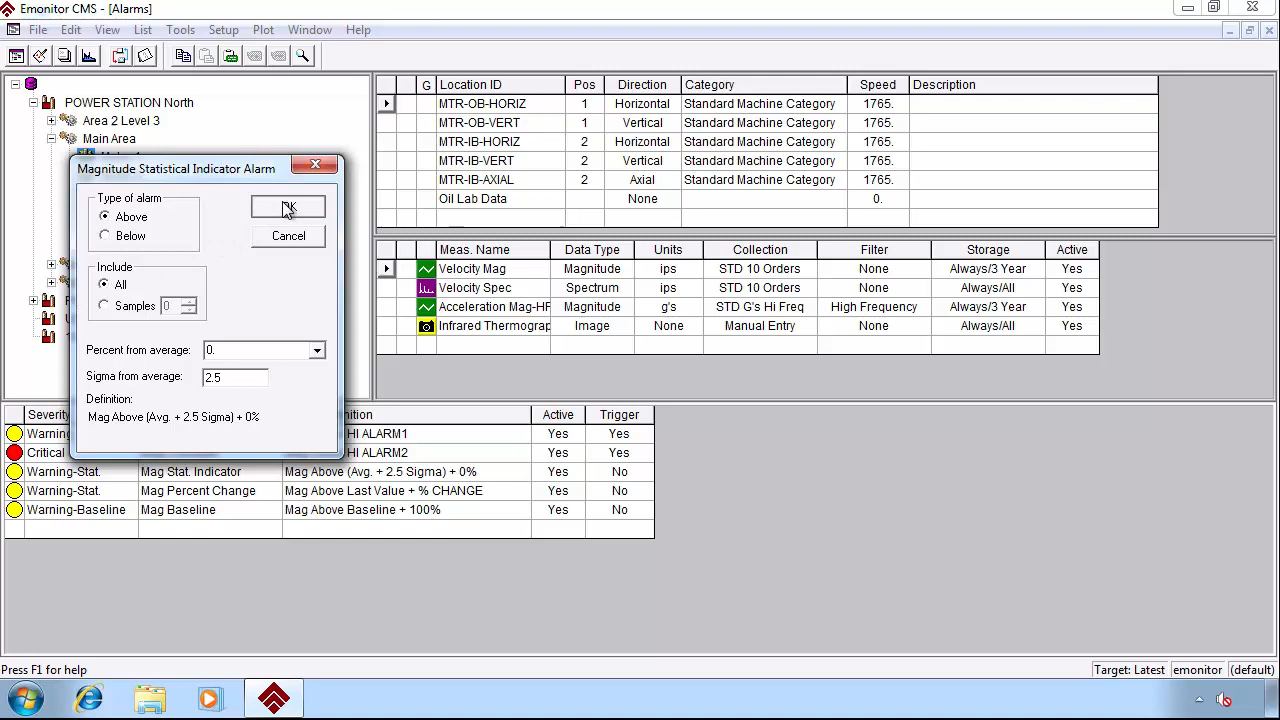 Emonitor CMS - [Alarms]
File Edit View List Tools Setup Plot Window Help
POWER STATION North
Area 2 Level 3
Main Area
Magnitude Statistical Indicator Alarm
Type of alarm
Above
Below
OK
Cancel
Include
All
Samples 0
Percent from average: 0.
Sigma from average: 2.5
Definition:
Mag Above (Avg. + 2.5 Sigma) + 0%
G Location ID Pos Direction Category Speed Description
MTR-OB-HORIZ 1 Horizontal Standard Machine Category 1765.
MTR-OB-VERT 1 Vertical Standard Machine Category 1765.
MTR-IB-HORIZ 2 Horizontal Standard Machine Category 1765.
MTR-IB-VERT 2 Vertical Standard Machine Category 1765.
MTR-IB-AXIAL 2 Axial Standard Machine Category 1765.
Oil Lab Data None 0.
Meas. Name Data Type Units Collection Filter Storage Active
Velocity Mag Magnitude ips STD 10 Orders None Always/3 Year Yes
Velocity Spec Spectrum ips STD 10 Orders None Always/All Yes
Acceleration Mag-HF Magnitude g's STD G's Hi Freq High Frequency Always/3 Year Yes
Infrared Thermograp Image None Manual Entry None Always/All Yes
Severity Active Trigger
Warning HI ALARM1 Yes Yes
Critical HI ALARM2 Yes Yes
Warning-Stat. Mag Stat. Indicator Mag Above (Avg. + 2.5 Sigma) + 0% Yes No
Warning-Stat. Mag Percent Change Mag Above Last Value + % CHANGE Yes No
Warning-Baseline Mag Baseline Mag Above Baseline + 100% Yes No
Press F1 for help
Target: Latest emonitor (default)